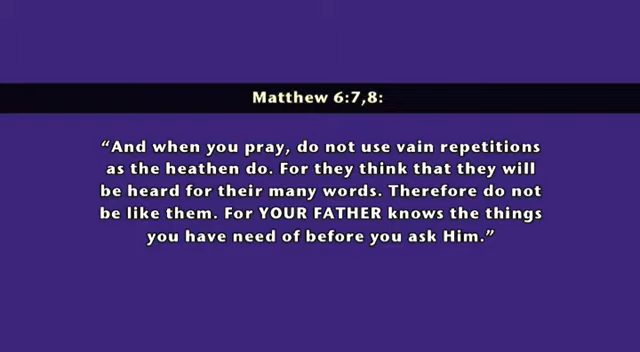 Matthew 6:7,8:
“And when you pray, do not use vain repetitions
as the heathen do. For they think that they will
be heard for their many words. Therefore do not
be like them. For YOUR FATHER knows the things
you have need of before you ask Him.”